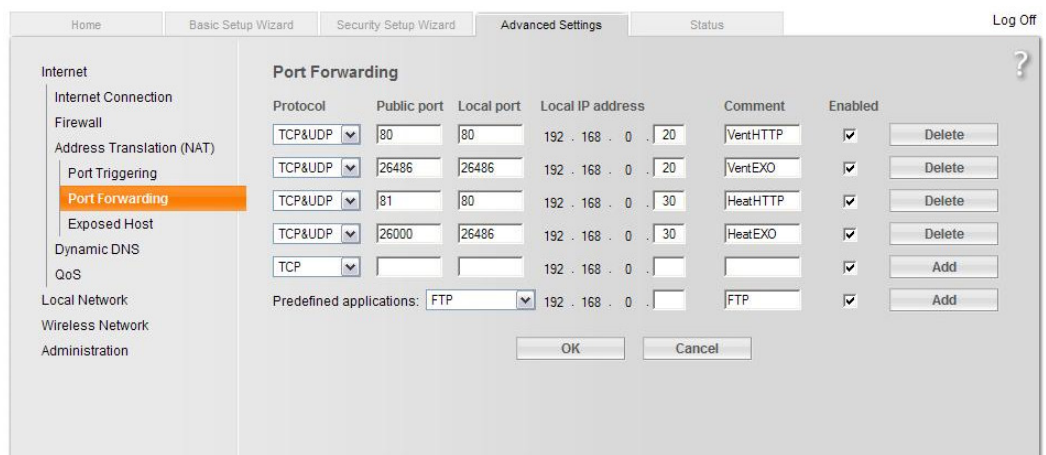 Home Basic Setup Wizard Security Setup Wizard Advanced Settings Status Log Off
?
Internet
Internet Connection
Firewall
Address Translation (NAT)
Port Triggering
Port Forwarding
Exposed Host
Dynamic DNS
QoS
Local Network
Wireless Network
Administration
Port Forwarding
Protocol Public port Local port Local IP address Comment Enabled
TCP&UDP 80 80 192 . 168 . 0 . 20 VentHTTP Delete
TCP&UDP 26486 26486 192 . 168 . 0 . 20 VentEXO Delete
TCP&UDP 81 80 192 . 168 . 0 . 30 HeatHTTP Delete
TCP&UDP 26000 26486 192 . 168 . 0 . 30 HeatEXO Delete
TCP 192 . 168 . 0 . Add
Predefined applications: FTP 192 . 168 . 0 . FTP Add
OK Cancel